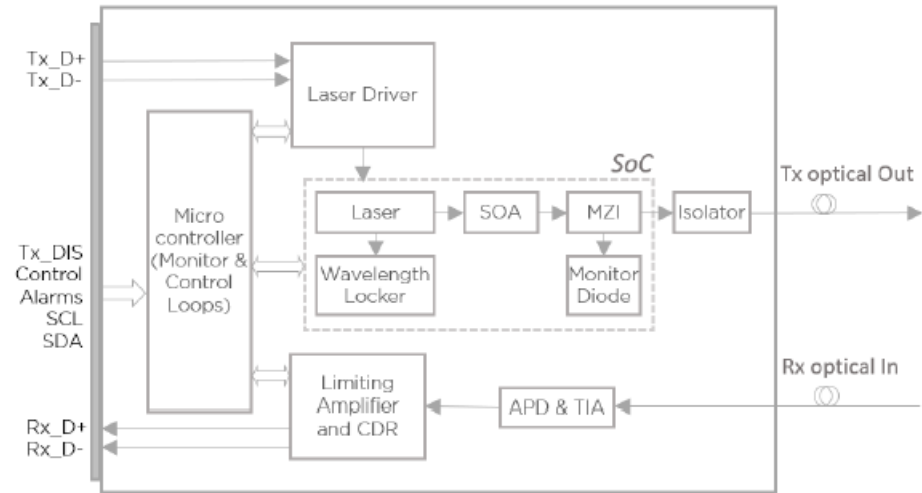 Tx_D+
Tx_D-
Laser Driver
SoC
Tx optical Out
Laser
SOA
MZI
Isolator
Micro
controller
(Monitor &
Control
Loops)
Wavelength
Locker
Monitor
Diode
Tx_DIS
Control
Alarms
SCL
SDA
Limiting
Amplifier
and CDR
APD & TIA
Rx optical In
Rx_D+
Rx_D-